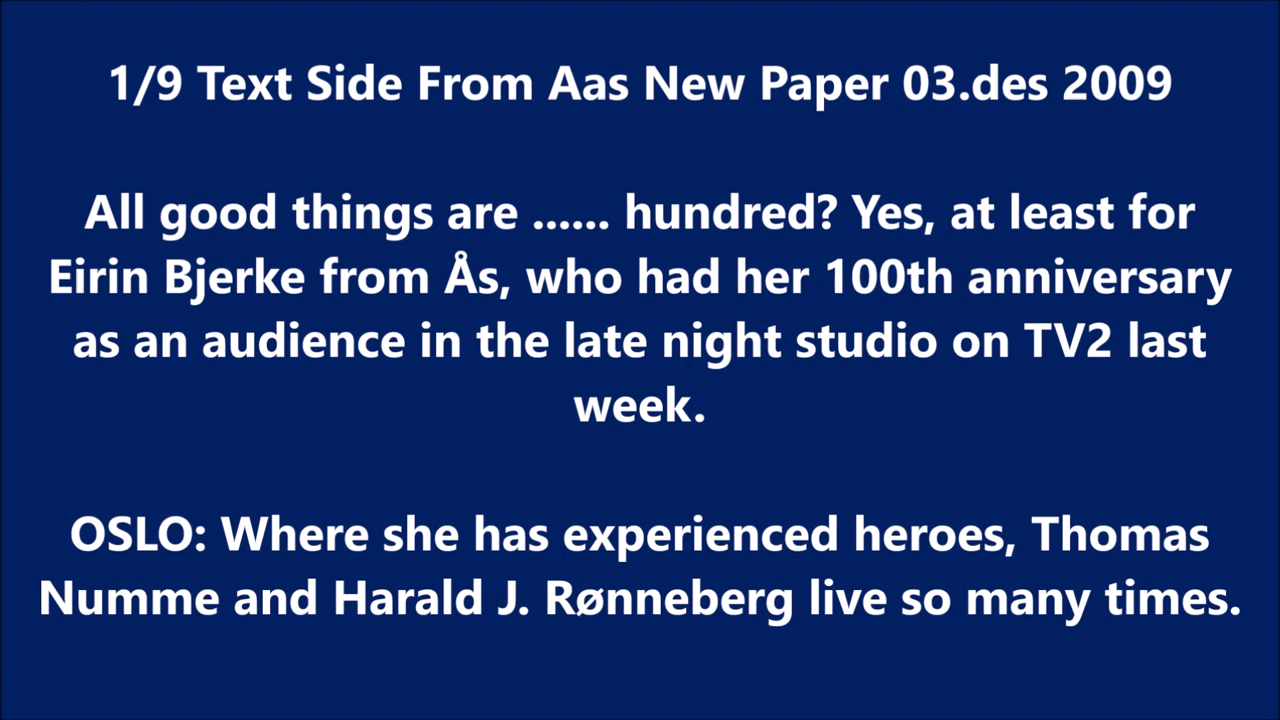 1/9 Text Side From Aas New Paper 03.des 2009
All good things are ...... hundred? Yes, at least for
Eirin Bjerke from Ås, who had her 100th anniversary
as an audience in the late night studio on TV2 last
week.
OSLO: Where she has experienced heroes, Thomas
Numme and Harald J. Rønneberg live so many times.